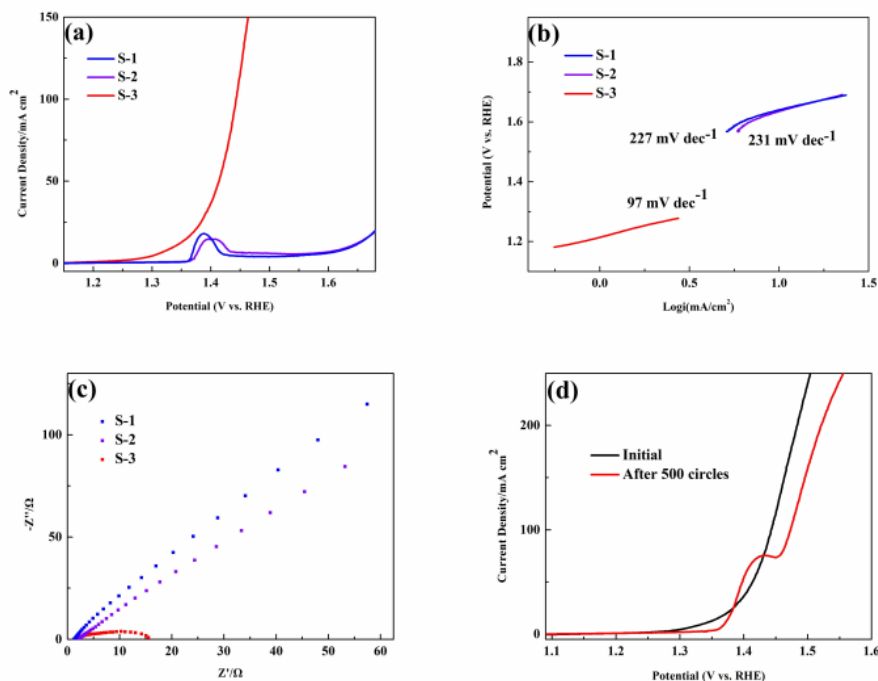 (a)
S-1
S-2
S-3
150
100
50
0
1.2
1.3
1.4
1.5
1.6
Current Density/mA cm²
Potential (V vs. RHE)
(b)
S-1
S-2
S-3
1.8
1.6
1.4
1.2
0.0
0.5
1.0
1.5
227 mV dec⁻¹
231 mV dec⁻¹
97 mV dec⁻¹
Potential (V vs. RHE)
Logi(mA/cm²)
(c)
S-1
S-2
S-3
100
50
0
0
10
20
30
40
50
60
-Z''/Ω
Z'/Ω
(d)
Initial
After 500 circles
200
100
0
1.1
1.2
1.3
1.4
1.5
1.6
Current Density/mA cm²
Potential (V vs. RHE)